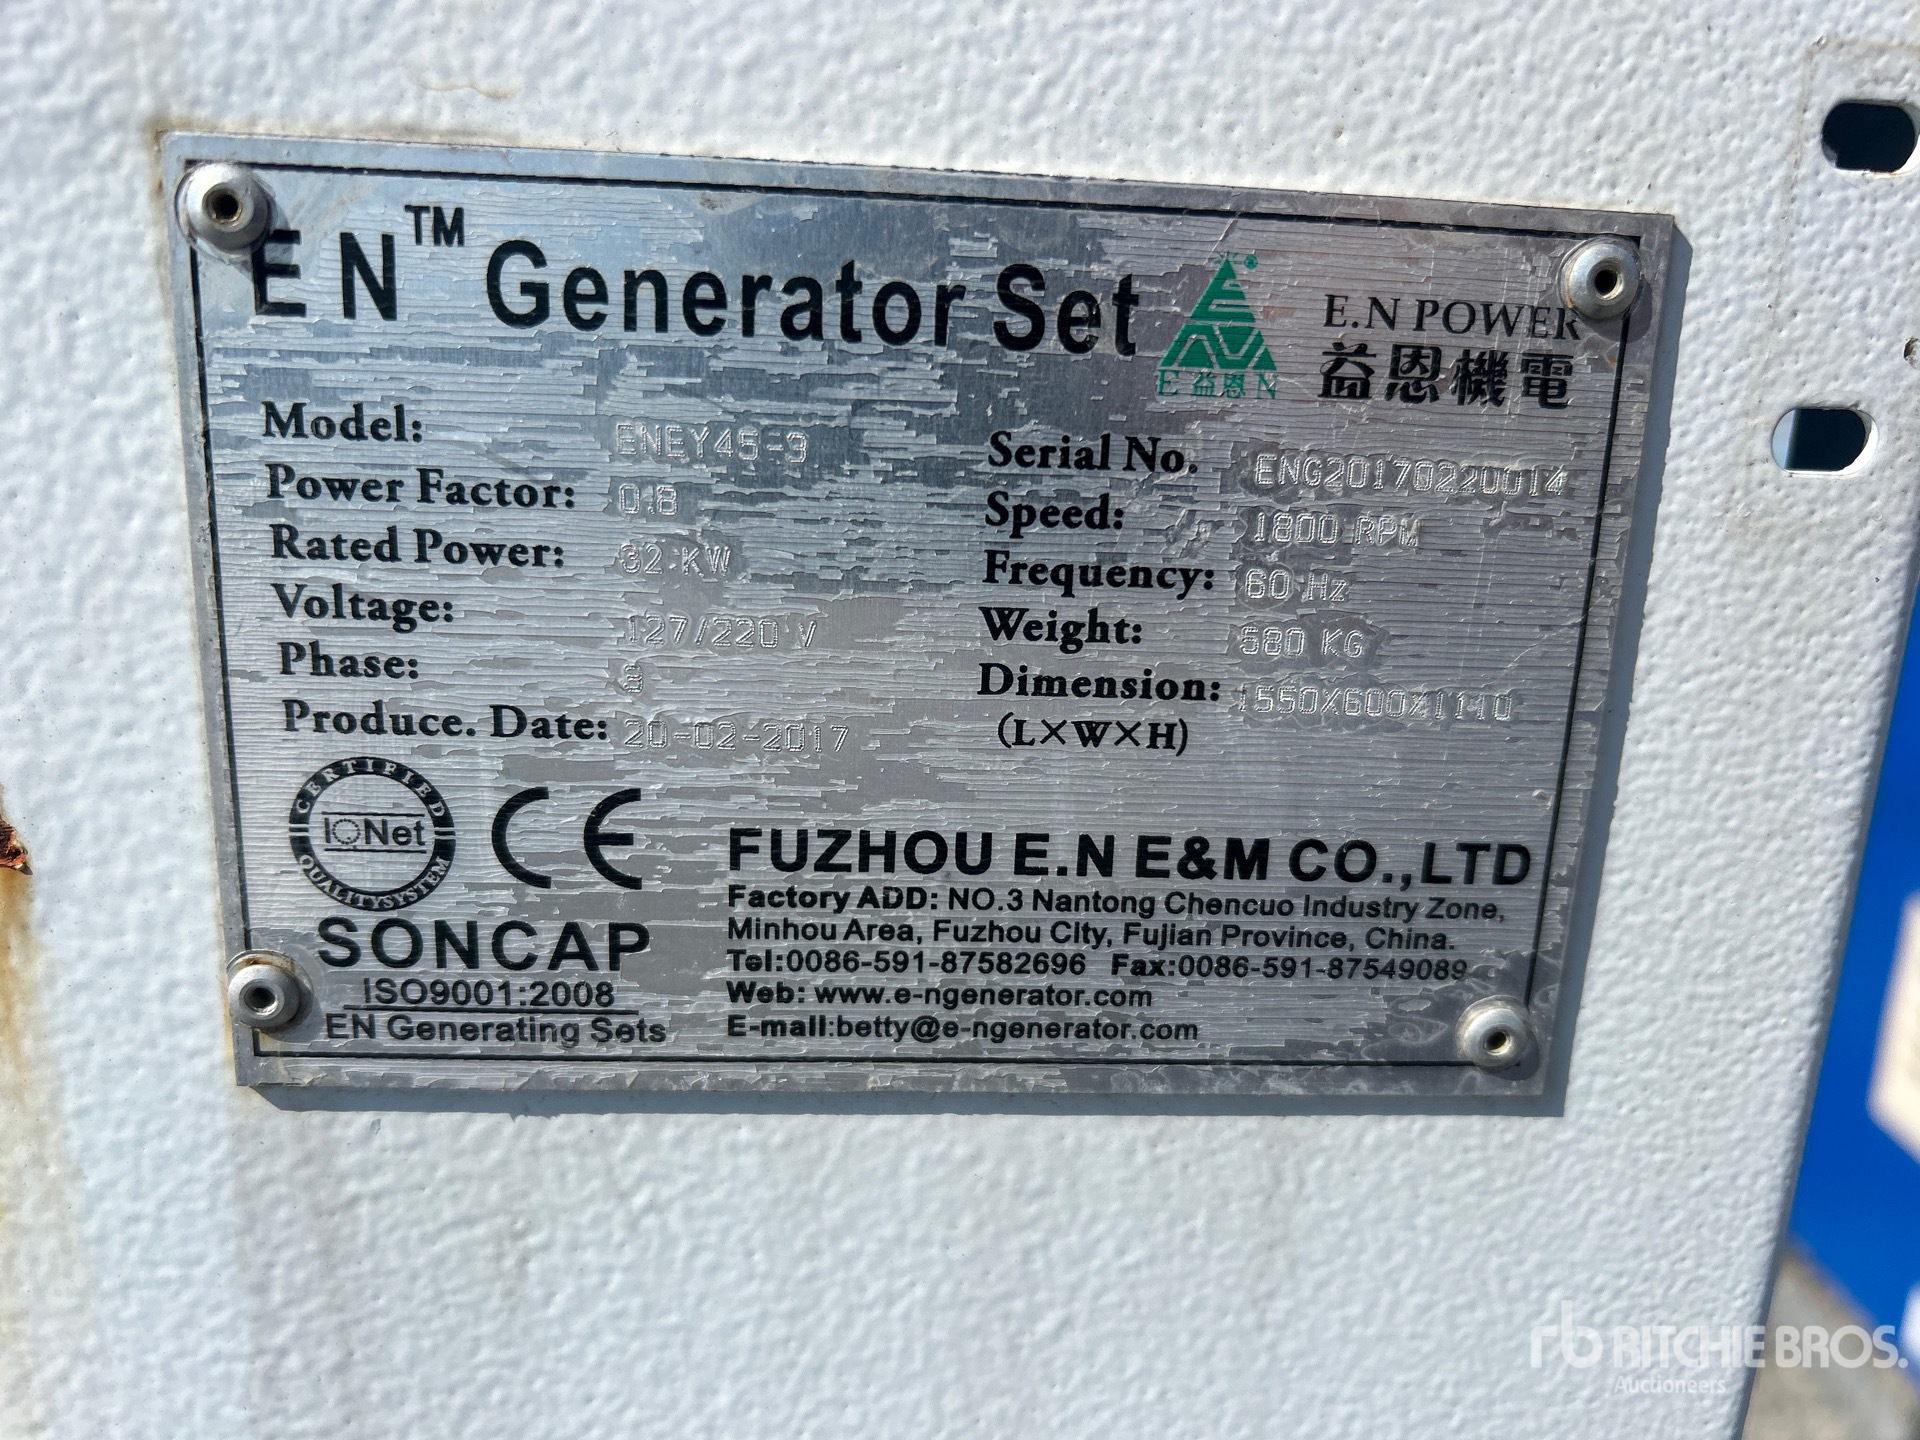 EN™ Generator Set
E 益恩 N
E.N POWER
益恩機電
Model: ENEY45-3
Power Factor: 0.8
Rated Power: 32 KW
Voltage: 127/220 V
Phase: 3
Produce. Date: 20-02-2017
Serial No. ENG20170220014
Speed: 1800 RPM
Frequency: 60 Hz
Weight: 580 KG
Dimension: 1550X600X1110
(L×W×H)
CERTIFIED
IQNet
QUALITY SYSTEM
CE
SONCAP
ISO9001:2008
EN Generating Sets
FUZHOU E.N E&M CO.,LTD
Factory ADD: NO.3 Nantong Chencuo Industry Zone,
Minhou Area, Fuzhou City, Fujian Province, China.
Tel:0086-591-87582696 Fax:0086-591-87549089
Web: www.e-ngenerator.com
E-mail:betty@e-ngenerator.com
rb RITCHIE BROS.
Auctioneers